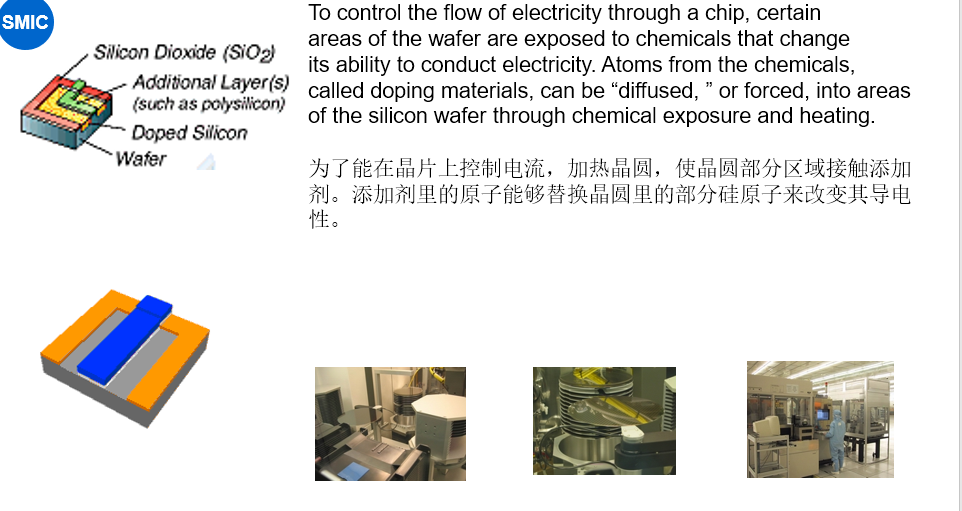 SMIC
Silicon Dioxide (SiO2)
Additional Layer(s)
(such as polysilicon)
Doped Silicon
Wafer
To control the flow of electricity through a chip, certain
areas of the wafer are exposed to chemicals that change
its ability to conduct electricity. Atoms from the chemicals,
called doping materials, can be “diffused, ” or forced, into areas
of the silicon wafer through chemical exposure and heating.
为了能在晶片上控制电流，加热晶圆，使晶圆部分区域接触添加
剂。添加剂里的原子能够替换晶圆里的部分硅原子来改变其导电
性。